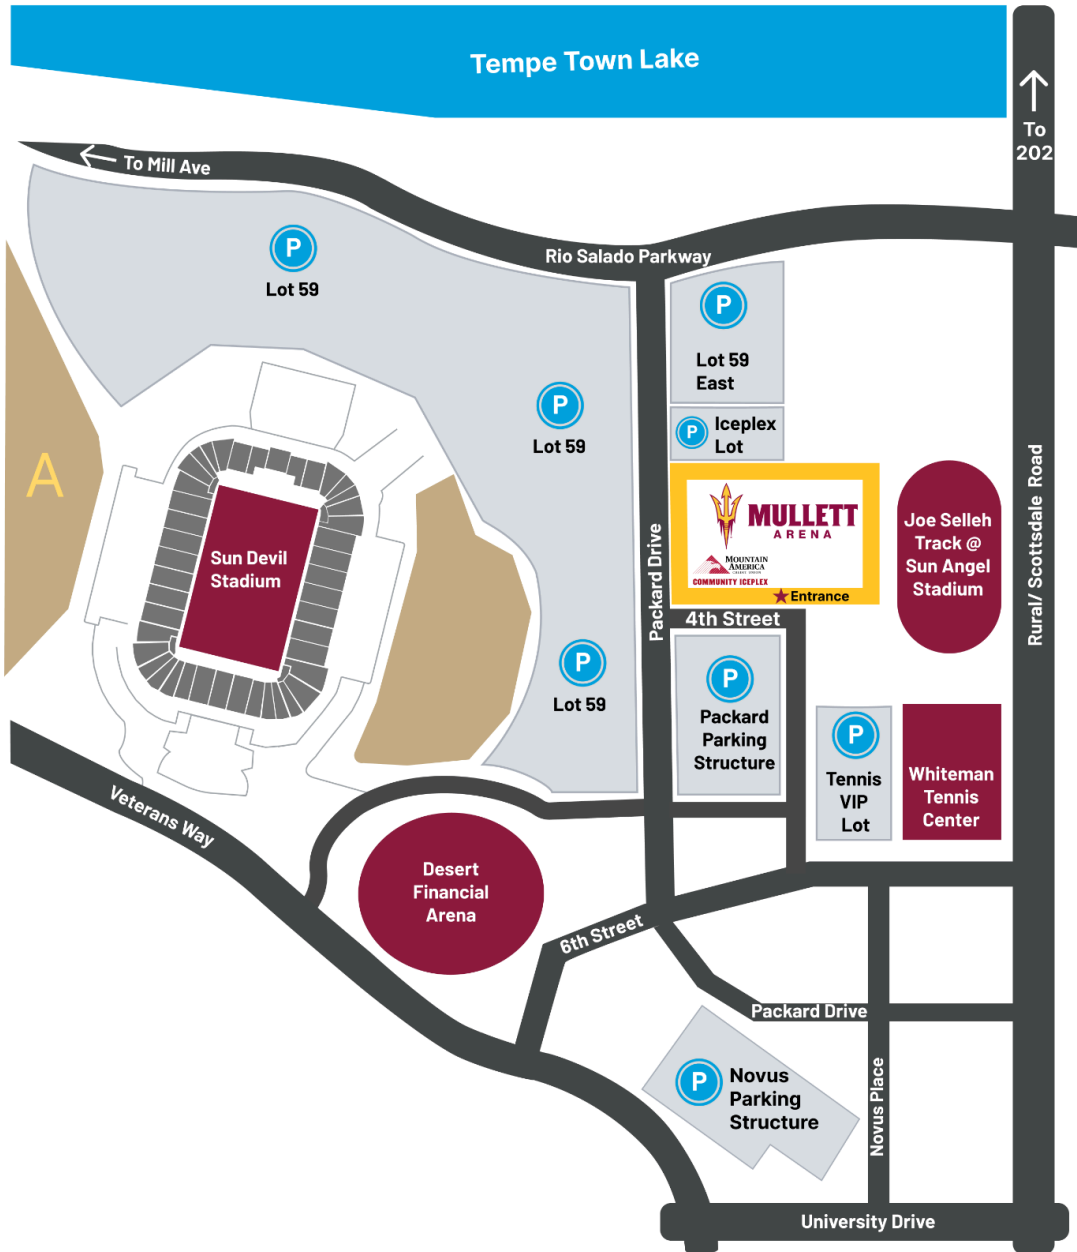 Tempe Town Lake
To
202
To Mill Ave
Rio Salado Parkway
P
Lot 59
P
Lot 59
East
P
Lot 59
P
Iceplex
Lot
A
MULLETT
ARENA
MOUNTAIN
AMERICA
CREDIT UNION
COMMUNITY ICEPLEX
Entrance
Joe Selleh
Track @
Sun Angel
Stadium
Rural/ Scottsdale Road
Packard Drive
Sun Devil
Stadium
4th Street
P
Lot 59
P
Packard
Parking
Structure
P
Tennis
VIP
Lot
Whiteman
Tennis
Center
Veterans Way
Desert
Financial
Arena
6th Street
Packard Drive
P
Novus
Parking
Structure
Novus Place
University Drive